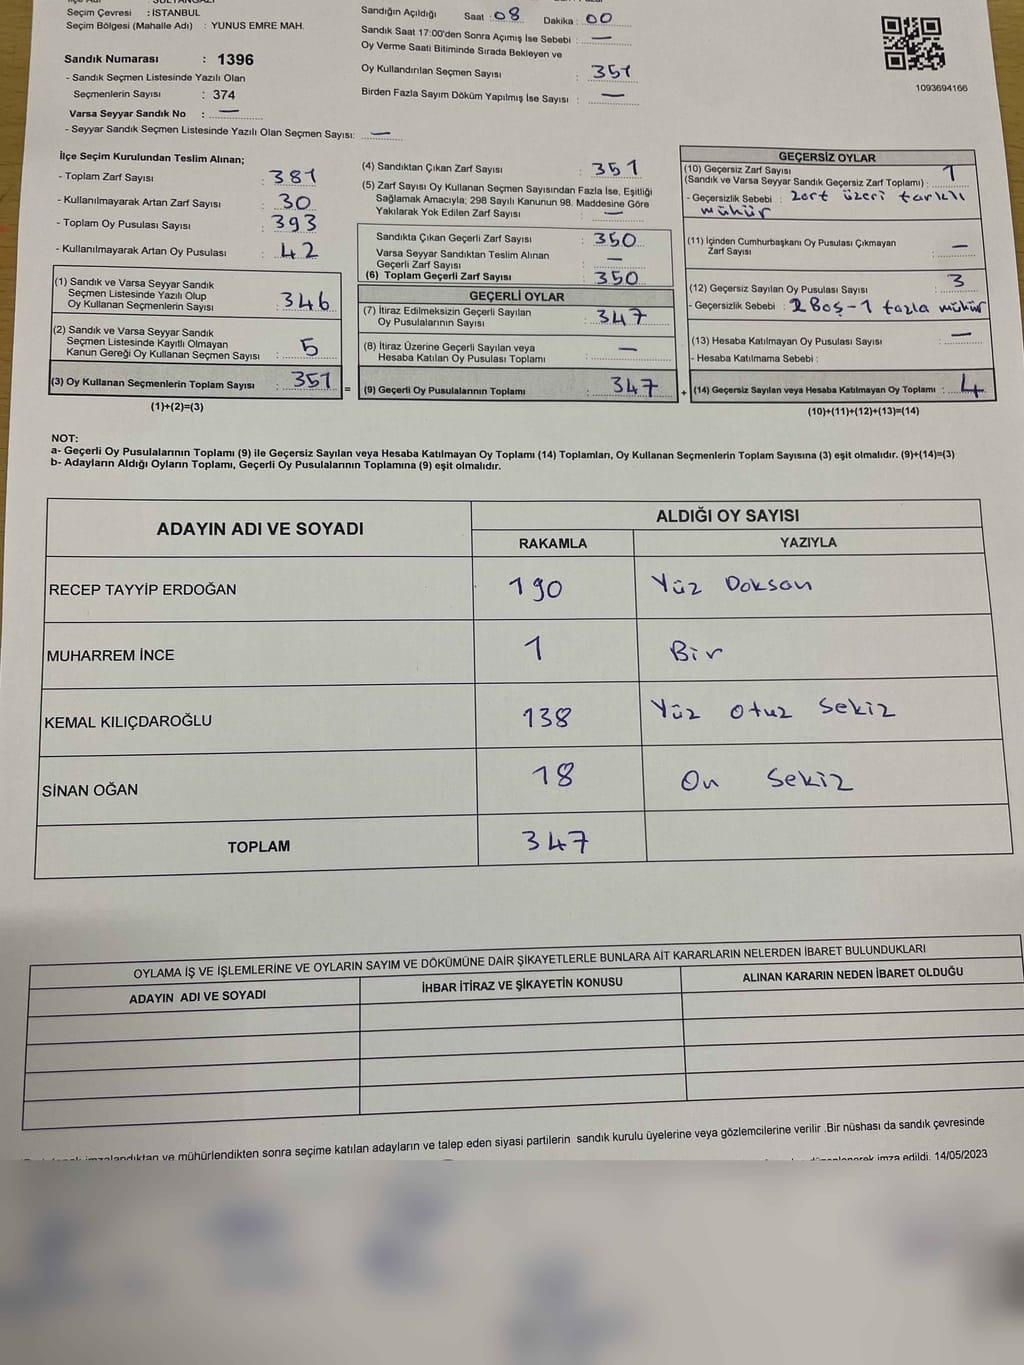 Seçim Çevresi : İSTANBUL
Seçim Bölgesi (Mahalle Adı) : YUNUS EMRE MAH.
Sandık Numarası : 1396
- Sandık Seçmen Listesinde Yazılı Olan
Seçmenlerin Sayısı : 374
Varsa Seyyar Sandık No : —
- Seyyar Sandık Seçmen Listesinde Yazılı Olan Seçmen Sayısı: —
Sandığın Açıldığı Saat : 08 Dakika : 00
Sandık Saat 17:00'den Sonra Açımış İse Sebebi : —
Oy Verme Saati Bitiminde Sırada Bekleyen ve
Oy Kullandırılan Seçmen Sayısı : 351
Birden Fazla Sayım Döküm Yapılmış İse Sayısı : —
1093694166
İlçe Seçim Kurulundan Teslim Alınan;
- Toplam Zarf Sayısı : 381
- Kullanılmayarak Artan Zarf Sayısı : 30
- Toplam Oy Pusulası Sayısı : 393
- Kullanılmayarak Artan Oy Pusulası : 42
(1) Sandık ve Varsa Seyyar Sandık
Seçmen Listesinde Yazılı Olup
Oy Kullanan Seçmenlerin Sayısı : 346
(2) Sandık ve Varsa Seyyar Sandık
Seçmen Listesinde Kayıtlı Olmayan
Kanun Gereği Oy Kullanan Seçmen Sayısı : 5
(3) Oy Kullanan Seçmenlerin Toplam Sayısı : 351
(1)+(2)=(3)
(4) Sandıktan Çıkan Zarf Sayısı : 351
(5) Zarf Sayısı Oy Kullanan Seçmen Sayısından Fazla İse, Eşitliği
Sağlamak Amacıyla; 298 Sayılı Kanunun 98. Maddesine Göre
Yakılarak Yok Edilen Zarf Sayısı : —
Sandıkta Çıkan Geçerli Zarf Sayısı : 350
Varsa Seyyar Sandıktan Teslim Alınan
Geçerli Zarf Sayısı : —
(6) Toplam Geçerli Zarf Sayısı : 350
GEÇERLİ OYLAR
(7) İtiraz Edilmeksizin Geçerli Sayılan
Oy Pusulalarının Sayısı : 347
(8) İtiraz Üzerine Geçerli Sayılan veya
Hesaba Katılan Oy Pusulası Toplamı : —
= (9) Geçerli Oy Pusulalarının Toplamı : 347
GEÇERSİZ OYLAR
(10) Geçersiz Zarf Sayısı
(Sandık ve Varsa Seyyar Sandık Geçersiz Zarf Toplamı) : 1
- Geçersizlik Sebebi : Zarf üzeri farklı
mühür
(11) İçinden Cumhurbaşkanı Oy Pusulası Çıkmayan
Zarf Sayısı : —
(12) Geçersiz Sayılan Oy Pusulası Sayısı : 3
- Geçersizlik Sebebi : 2 Boş - 1 fazla mühür
(13) Hesaba Katılmayan Oy Pusulası Sayısı : —
- Hesaba Katılmama Sebebi :
+ (14) Geçersiz Sayılan veya Hesaba Katılmayan Oy Toplamı : 4
(10)+(11)+(12)+(13)=(14)
NOT:
a- Geçerli Oy Pusulalarının Toplamı (9) ile Geçersiz Sayılan veya Hesaba Katılmayan Oy Toplamı (14) Toplamları, Oy Kullanan Seçmenlerin Toplam Sayısına (3) eşit olmalıdır. (9)+(14)=(3)
b- Adayların Aldığı Oyların Toplamı, Geçerli Oy Pusulalarının Toplamına (9) eşit olmalıdır.
ADAYIN ADI VE SOYADI
ALDIĞI OY SAYISI
RAKAMLA YAZIYLA
RECEP TAYYİP ERDOĞAN 190 Yüz Doksan
MUHARREM İNCE 1 Bir
KEMAL KILIÇDAROĞLU 138 Yüz Otuz Sekiz
SİNAN OĞAN 18 On Sekiz
TOPLAM 347
OYLAMA İŞ VE İŞLEMLERİNE VE OYLARIN SAYIM VE DÖKÜMÜNE DAİR ŞİKAYETLERLE BUNLARA AİT KARARLARIN NELERDEN İBARET BULUNDUKLARI
ADAYIN ADI VE SOYADI İHBAR İTİRAZ VE ŞİKAYETİN KONUSU ALINAN KARARIN NEDEN İBARET OLDUĞU
ve mühürlendikten sonra seçime katılan adayların ve talep eden siyasi partilerin sandık kurulu üyelerine veya gözlemcilerine verilir .Bir nüshası da sandık çevresinde
imza edildi. 14/05/2023